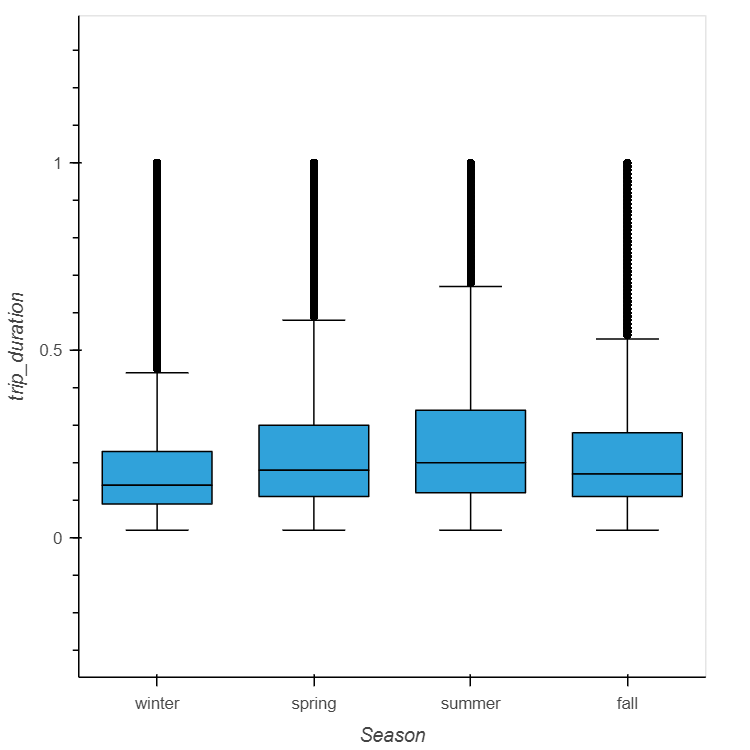 trip_duration
1
0.5
0
winter
spring
summer
fall
Season